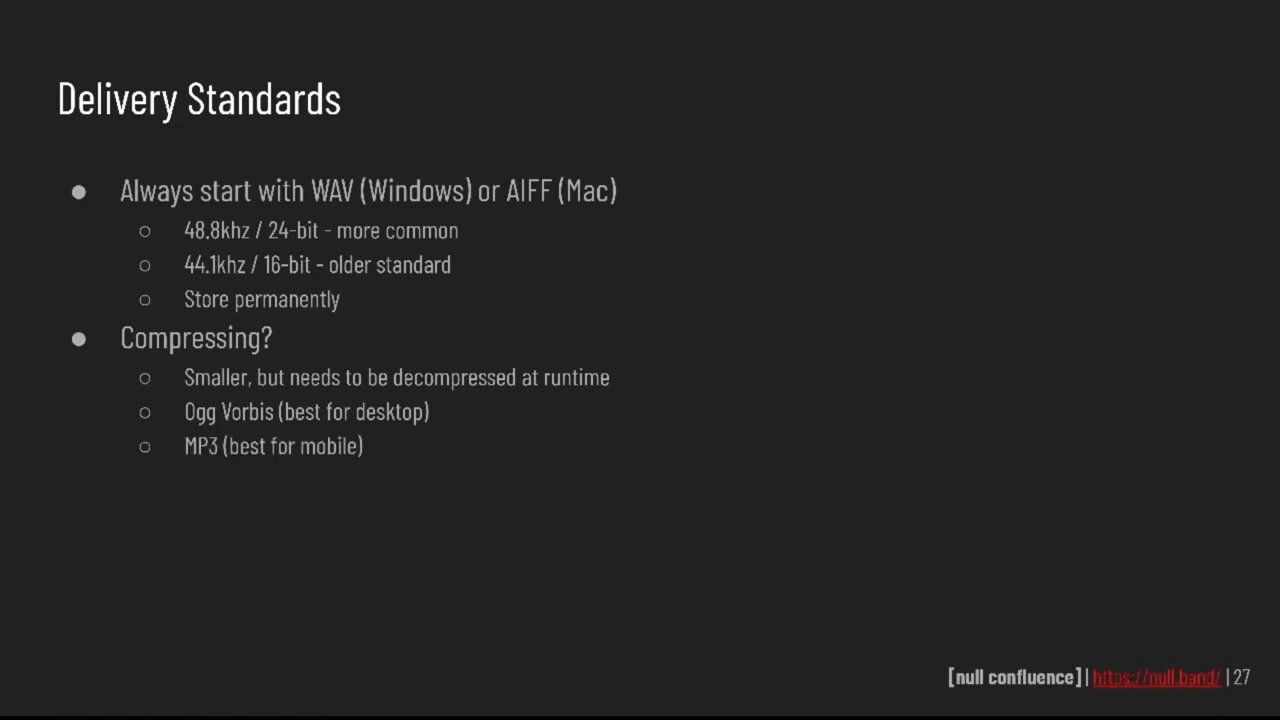 Delivery Standards
● Always start with WAV (Windows) or AIFF (Mac)
○ 48.8khz / 24-bit - more common
○ 44.1khz / 16-bit - older standard
○ Store permanently
● Compressing?
○ Smaller, but needs to be decompressed at runtime
○ Ogg Vorbis (best for desktop)
○ MP3 (best for mobile)
[null confluence] | https://null.band/ | 27